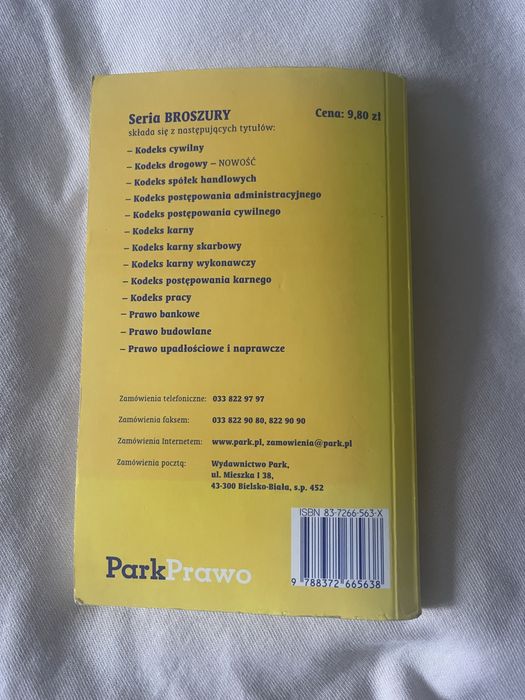 Seria BROSZURY Cena: 9,80 zł
składa się z następujących tytułów:
– Kodeks cywilny
– Kodeks drogowy – NOWOŚĆ
– Kodeks spółek handlowych
– Kodeks postępowania administracyjnego
– Kodeks postępowania cywilnego
– Kodeks karny
– Kodeks karny skarbowy
– Kodeks karny wykonawczy
– Kodeks postępowania karnego
– Kodeks pracy
– Prawo bankowe
– Prawo budowlane
– Prawo upadłościowe i naprawcze
Zamówienia telefoniczne: 033 822 97 97
Zamówienia faksem: 033 822 90 80, 822 90 90
Zamówienia Internetem: www.park.pl, zamowienia@park.pl
Zamówienia pocztą: Wydawnictwo Park,
ul. Mieszka I 38,
43-300 Bielsko-Biała, s.p. 452
ISBN 83-7266-563-X
9 788372 665638
ParkPrawo